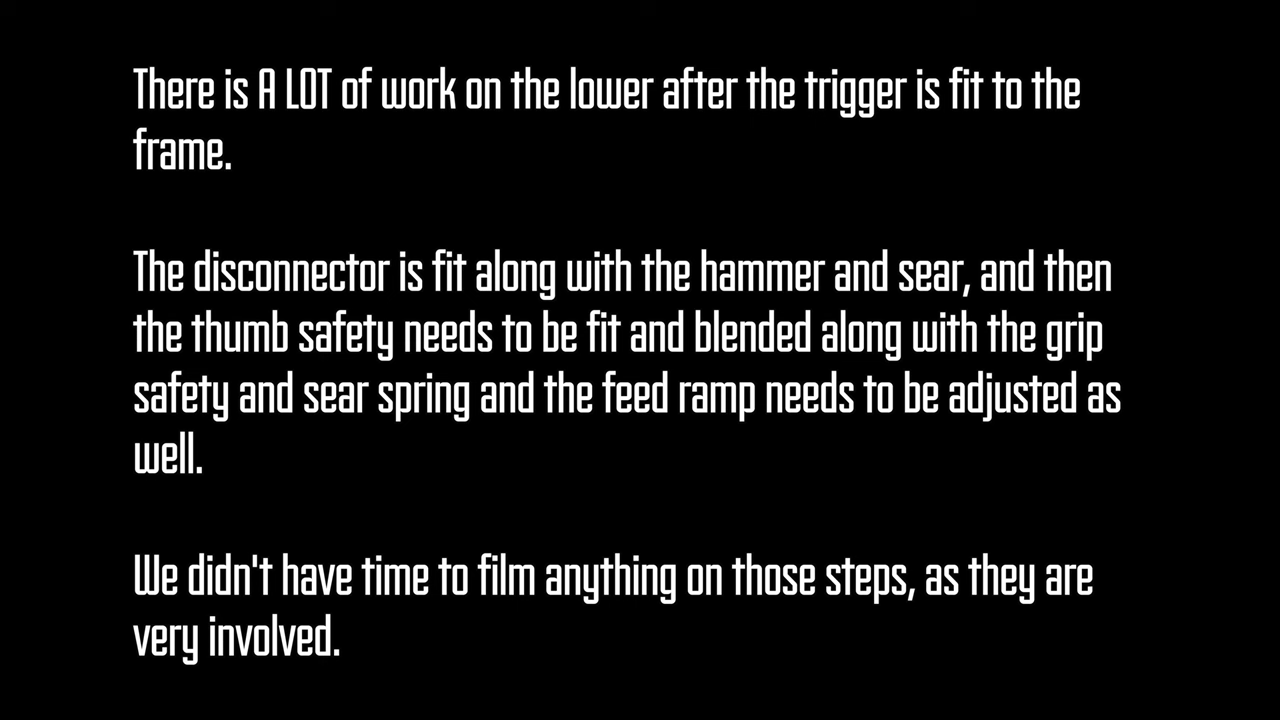 There is A LOT of work on the lower after the trigger is fit to the
frame.
The disconnector is fit along with the hammer and sear, and then
the thumb safety needs to be fit and blended along with the grip
safety and sear spring and the feed ramp needs to be adjusted as
well.
We didn't have time to film anything on those steps, as they are
very involved.